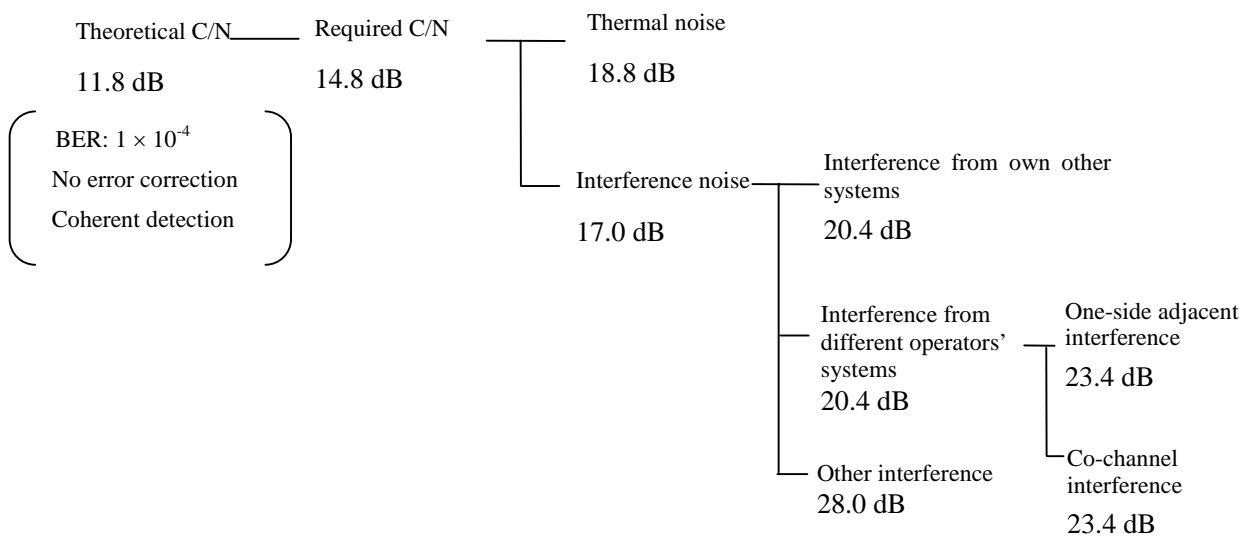 Theoretical C/N
11.8 dB
BER: 1 × 10⁻⁴
No error correction
Coherent detection
Required C/N
14.8 dB
Thermal noise
18.8 dB
Interference noise
17.0 dB
Interference from own other
systems
20.4 dB
Interference from
different operators’
systems
20.4 dB
One-side adjacent
interference
23.4 dB
Co-channel
interference
23.4 dB
Other interference
28.0 dB